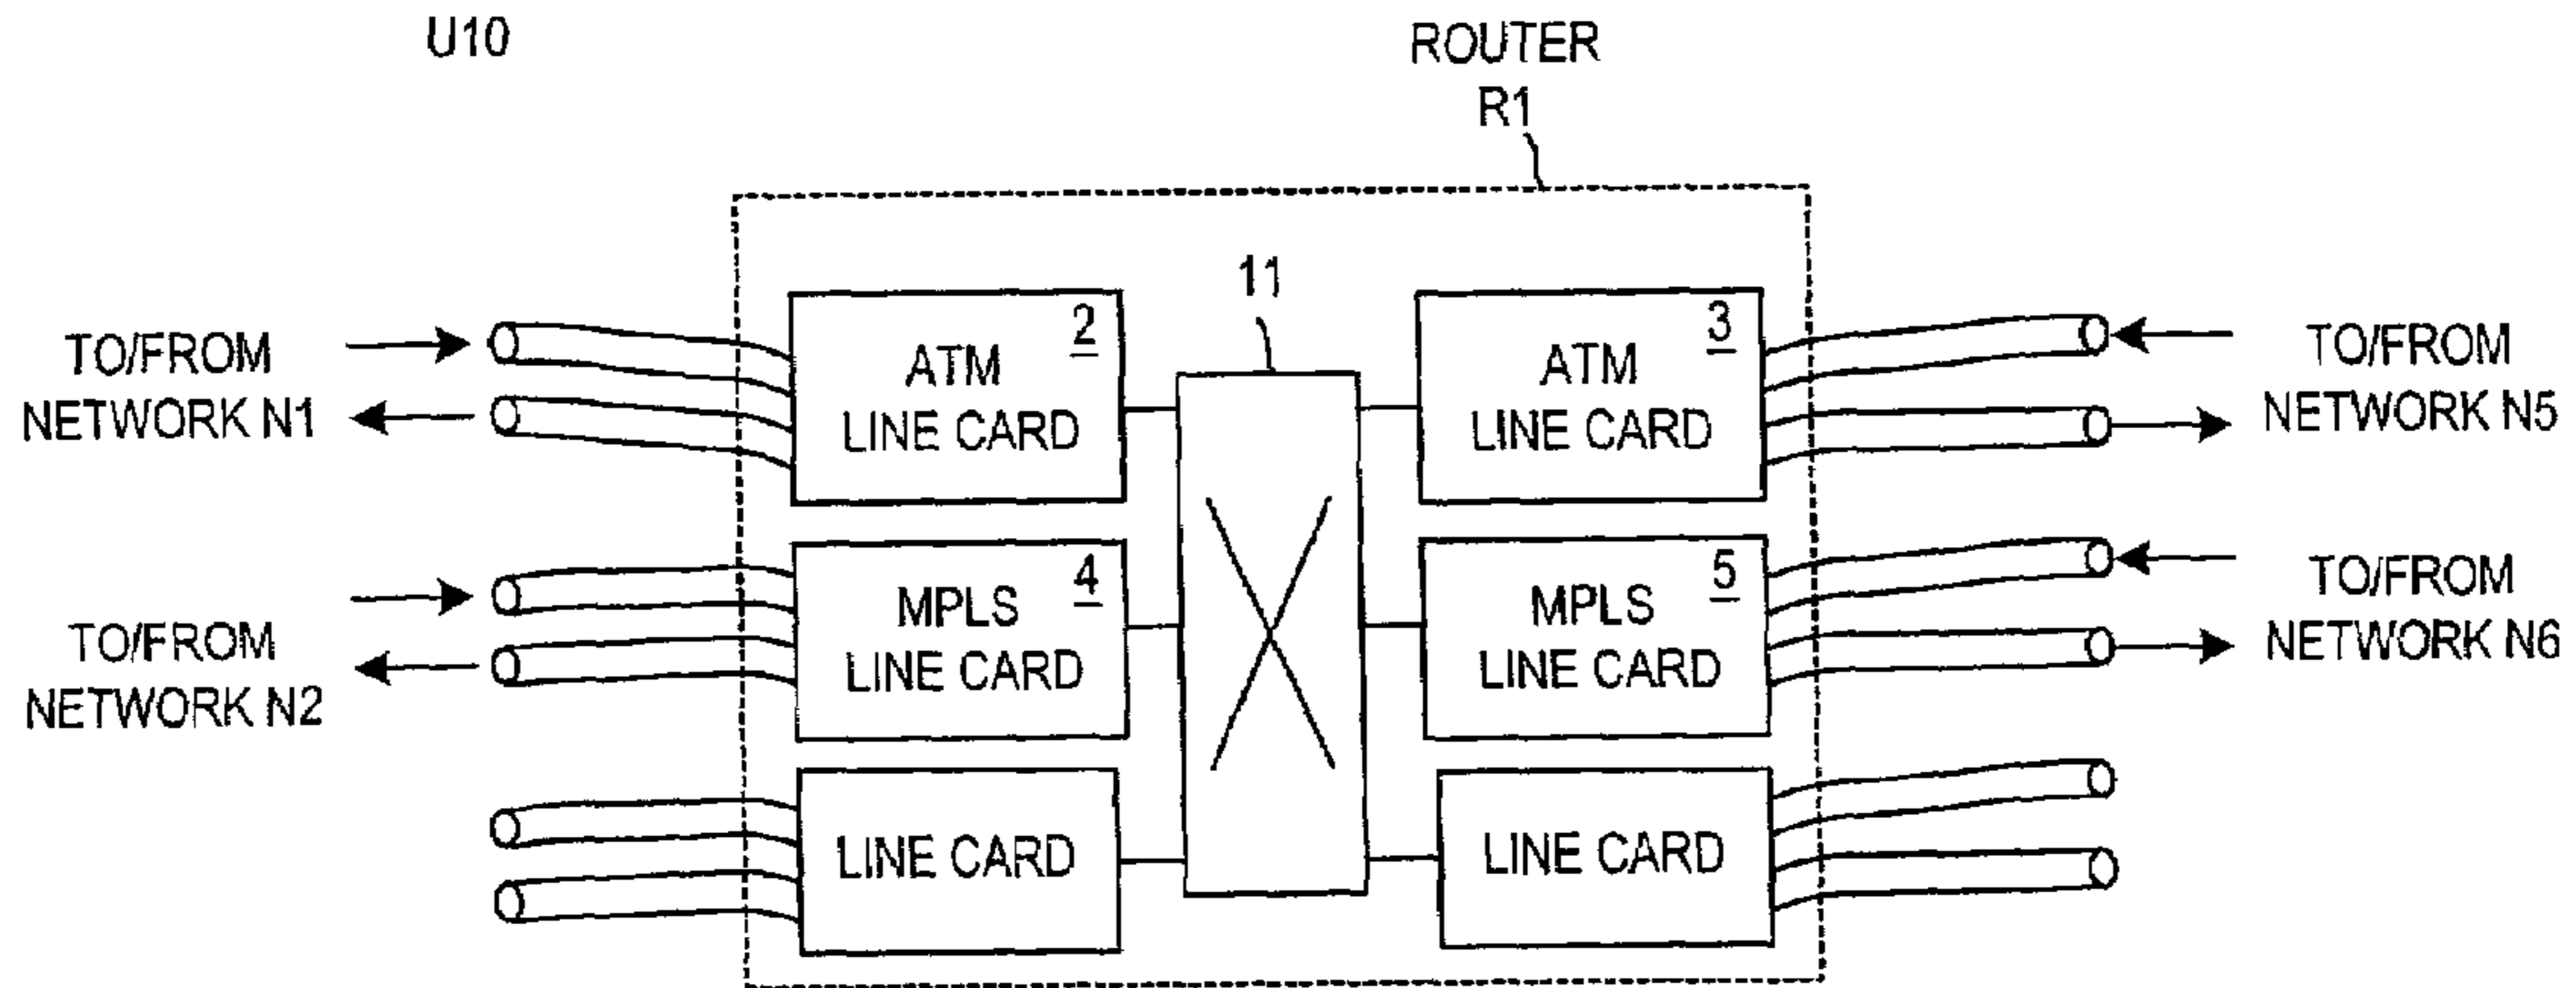 U10
ROUTER
R1
11
TO/FROM
NETWORK N1
2
ATM
LINE CARD
3
ATM
LINE CARD
TO/FROM
NETWORK N5
TO/FROM
NETWORK N2
4
MPLS
LINE CARD
5
MPLS
LINE CARD
TO/FROM
NETWORK N6
LINE CARD
LINE CARD